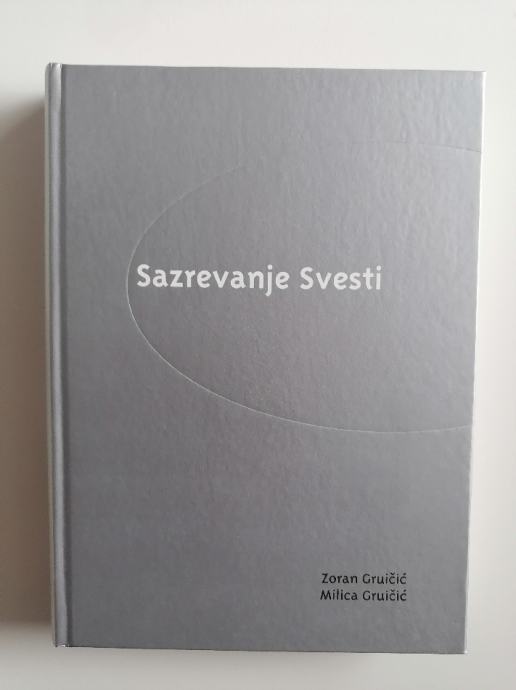 Sazrevanje Svesti
Zoran Gruičić
Milica Gruičić